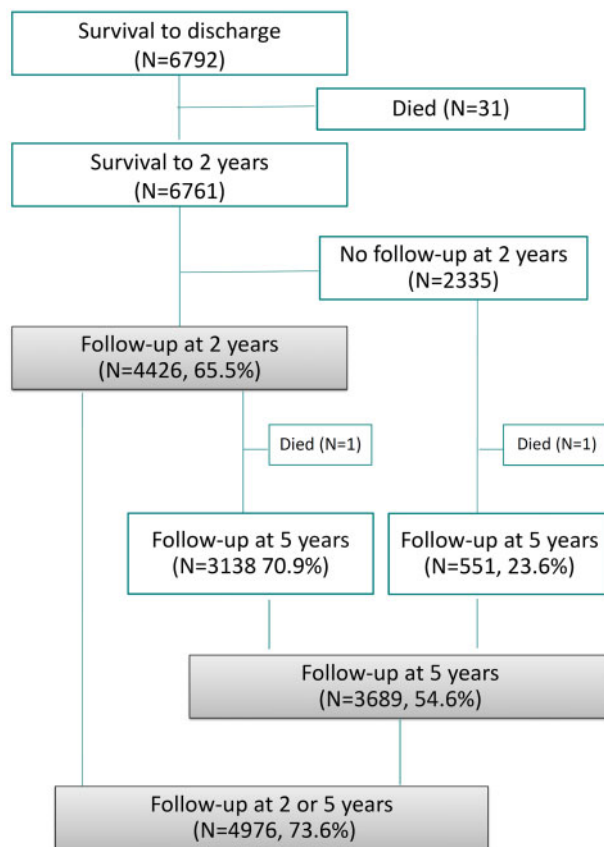 Survival to discharge
(N=6792)
Died (N=31)
Survival to 2 years
(N=6761)
No follow-up at 2 years
(N=2335)
Follow-up at 2 years
(N=4426, 65.5%)
Died (N=1)
Died (N=1)
Follow-up at 5 years
(N=3138 70.9%)
Follow-up at 5 years
(N=551, 23.6%)
Follow-up at 5 years
(N=3689, 54.6%)
Follow-up at 2 or 5 years
(N=4976, 73.6%)